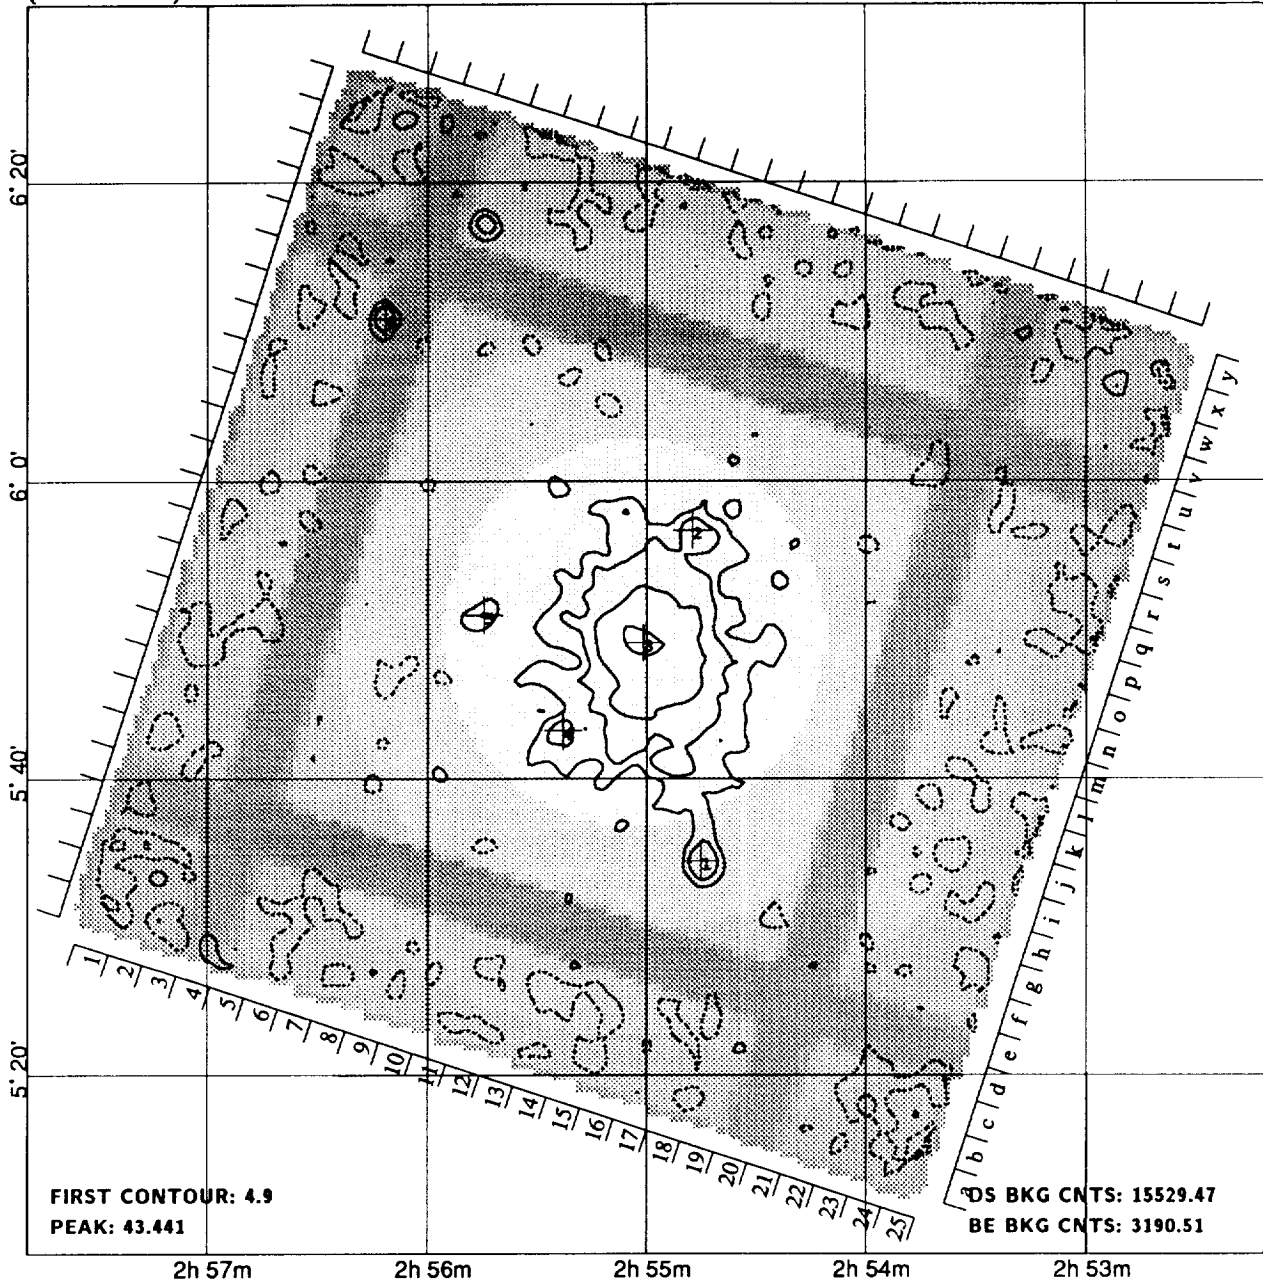 6° 20'
6° 0'
5° 40'
5° 20'
2
3
1
y
x
w
v
u
t
s
r
q
p
o
n
m
l
k
j
i
h
g
f
e
d
c
b
a
1 2 3 4 5 6 7 8 9 10 11 12 13 14 15 16 17 18 19 20 21 22 23 24 25
FIRST CONTOUR: 4.9
PEAK: 43.441
DS BKG CNTS: 15529.47
BE BKG CNTS: 3190.51
2h 57m 2h 56m 2h 55m 2h 54m 2h 53m